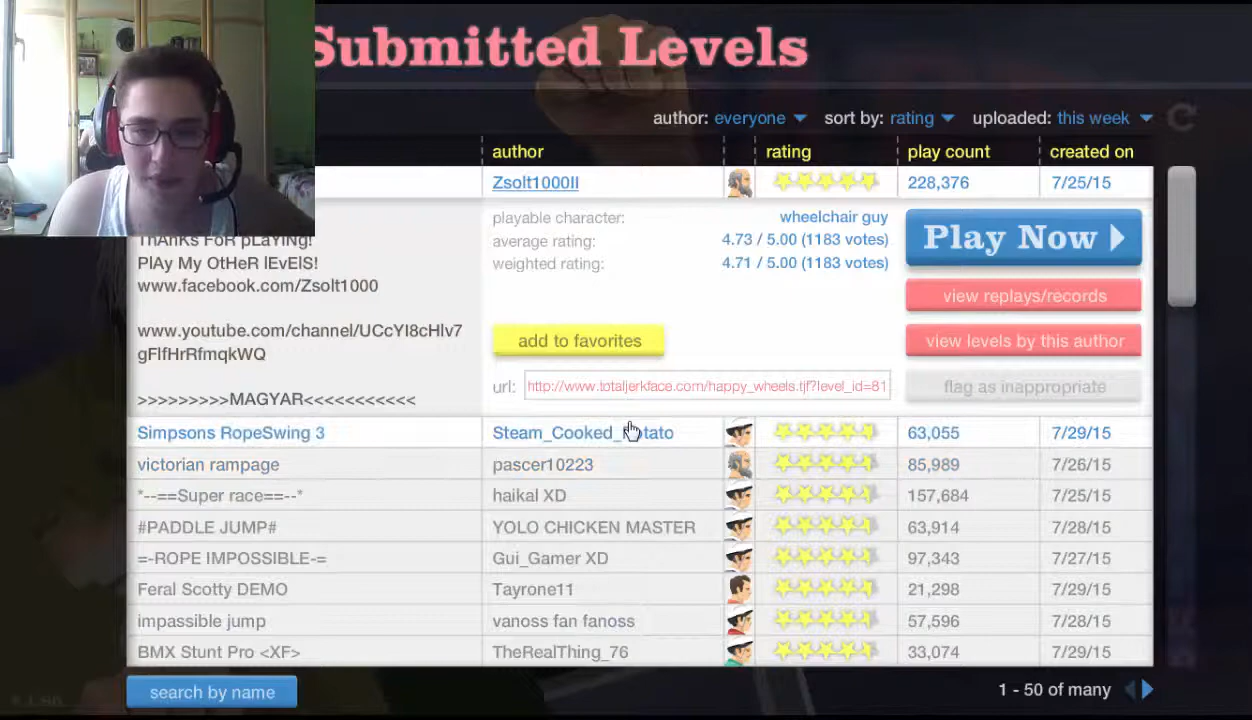 Submitted Levels
author: everyone sort by: rating uploaded: this week
author rating play count created on
Zsolt1000II 228,376 7/25/15
ThAnKs FoR pLaYiNg!
PlAy My OtHeR lEvElS!
www.facebook.com/Zsolt1000
www.youtube.com/channel/UCcYI8cHlv7
gFlfHrRfmqkWQ
>>>>>>>>>MAGYAR<<<<<<<<<<<
playable character: wheelchair guy
average rating: 4.73 / 5.00 (1183 votes)
weighted rating: 4.71 / 5.00 (1183 votes)
add to favorites
url: http://www.totaljerkface.com/happy_wheels.tjf?level_id=81
Play Now
view replays/records
view levels by this author
flag as inappropriate
Simpsons RopeSwing 3 Steam_Cooked_ tato 63,055 7/29/15
victorian rampage pascer10223 85,989 7/26/15
*--==Super race==--* haikal XD 157,684 7/25/15
#PADDLE JUMP# YOLO CHICKEN MASTER 63,914 7/28/15
=-ROPE IMPOSSIBLE-= Gui_Gamer XD 97,343 7/27/15
Feral Scotty DEMO Tayrone11 21,298 7/29/15
impassible jump vanoss fan fanoss 57,596 7/28/15
BMX Stunt Pro <XF> TheRealThing_76 33,074 7/29/15
search by name 1 - 50 of many